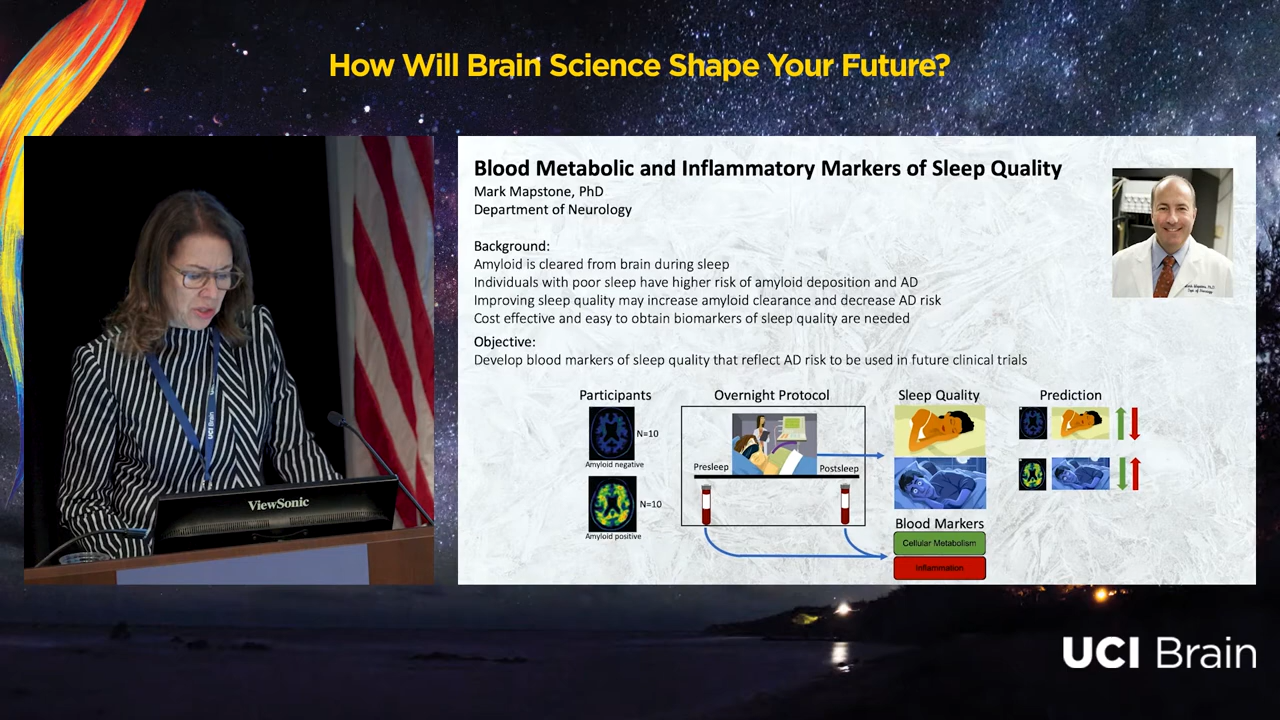 How Will Brain Science Shape Your Future?
Blood Metabolic and Inflammatory Markers of Sleep Quality
Mark Mapstone, PhD
Department of Neurology
Background:
Amyloid is cleared from brain during sleep
Individuals with poor sleep have higher risk of amyloid deposition and AD
Improving sleep quality may increase amyloid clearance and decrease AD risk
Cost effective and easy to obtain biomarkers of sleep quality are needed
Objective:
Develop blood markers of sleep quality that reflect AD risk to be used in future clinical trials
Participants
N=10
Amyloid negative
N=10
Amyloid positive
Overnight Protocol
Presleep
Postsleep
Sleep Quality
Blood Markers
Cellular Metabolism
Inflammation
Prediction
UCI Brain
ViewSonic
UCI Brain